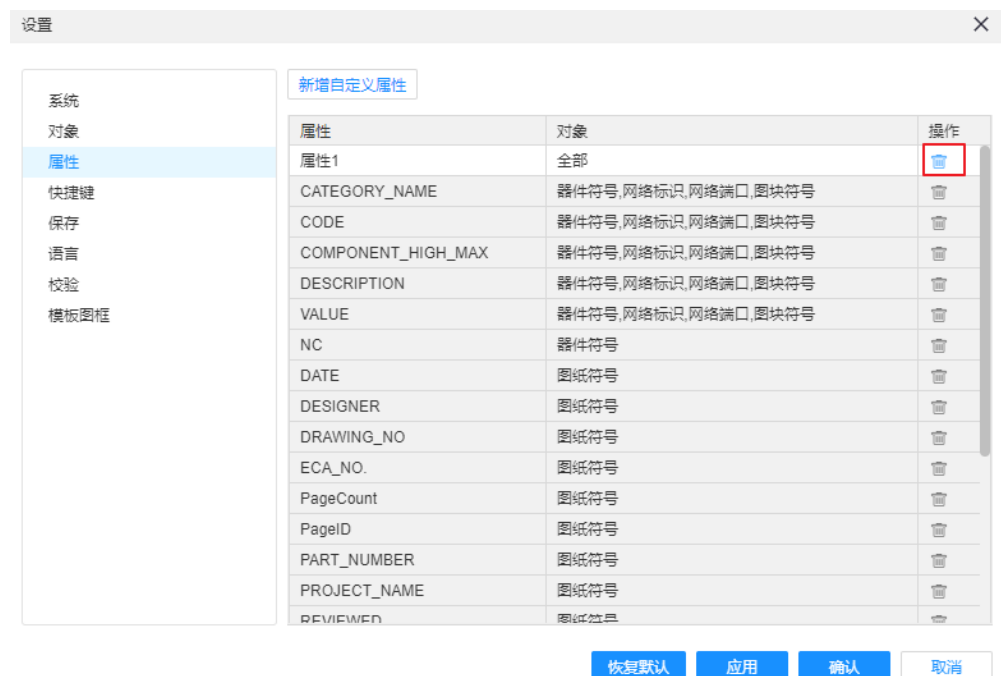 设置
新增自定义属性
系统
对象
属性
快捷键
保存
语言
校验
模板图框
属性 对象 操作
属性1 全部
CATEGORY_NAME 器件符号,网络标识,网络端口,图块符号
CODE 器件符号,网络标识,网络端口,图块符号
COMPONENT_HIGH_MAX 器件符号,网络标识,网络端口,图块符号
DESCRIPTION 器件符号,网络标识,网络端口,图块符号
VALUE 器件符号,网络标识,网络端口,图块符号
NC 器件符号
DATE 图纸符号
DESIGNER 图纸符号
DRAWING_NO 图纸符号
ECA_NO. 图纸符号
PageCount 图纸符号
PageID 图纸符号
PART_NUMBER 图纸符号
PROJECT_NAME 图纸符号
REVIEWED 图纸符号
恢复默认 应用 确认 取消